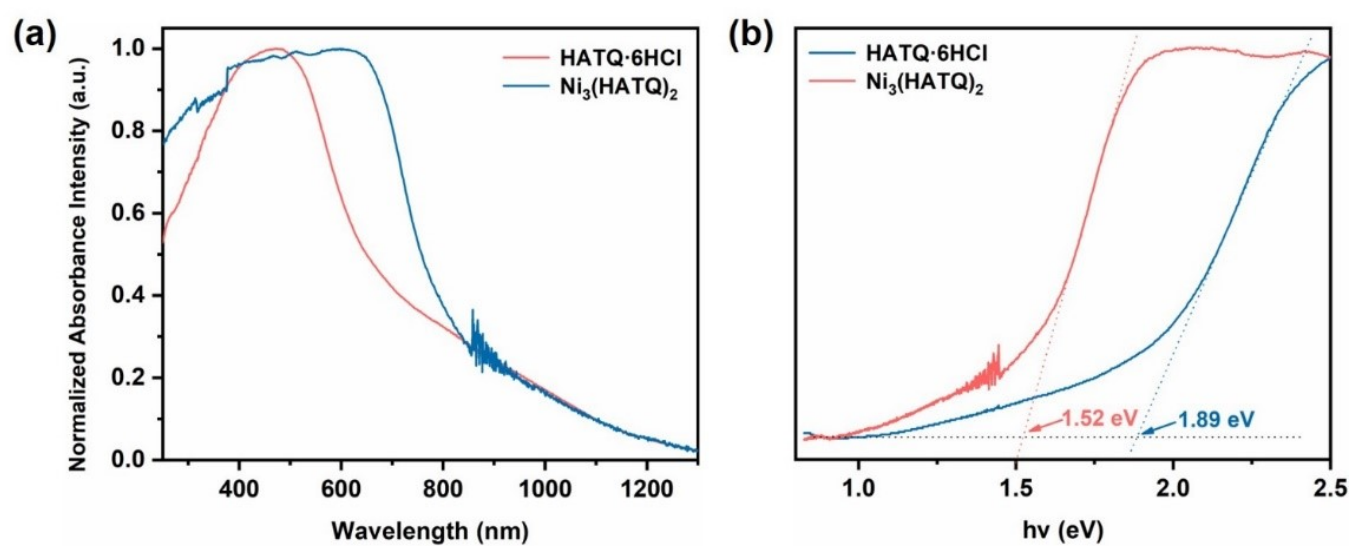 (a)
HATQ·6HCl
Ni₃(HATQ)₂
Normalized Absorbance Intensity (a.u.)
1.0
0.8
0.6
0.4
0.2
0.0
400 600 800 1000 1200
Wavelength (nm)
(b)
HATQ·6HCl
Ni₃(HATQ)₂
1.52 eV
1.89 eV
1.0 1.5 2.0 2.5
hv (eV)